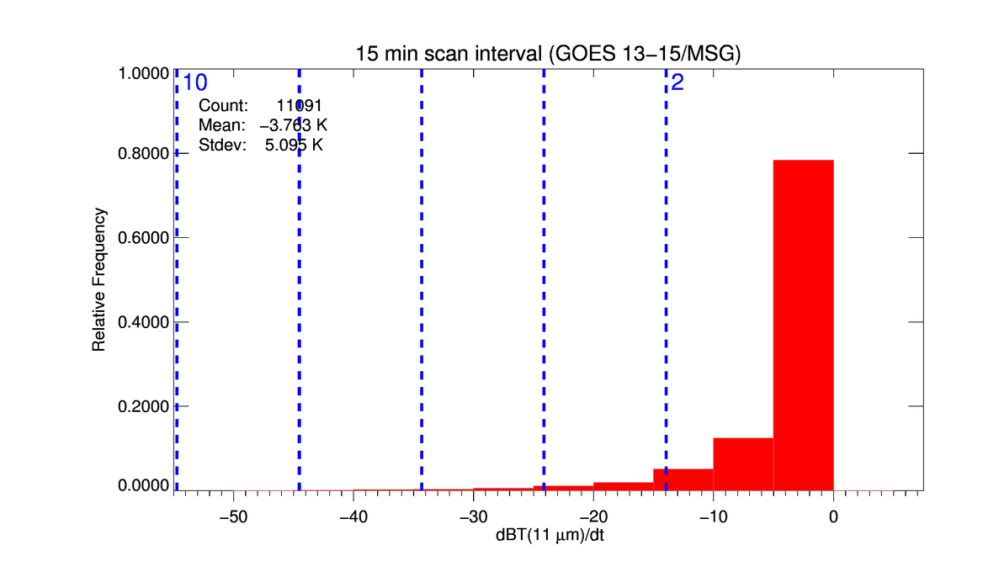 15 min scan interval (GOES 13−15/MSG)
1.0000
10
2
Count: 11091
Mean: −3.763 K
Stdev: 5.095 K
0.8000
0.6000
0.4000
0.2000
0.0000
Relative Frequency
−50 −40 −30 −20 −10 0
dBT(11 μm)/dt